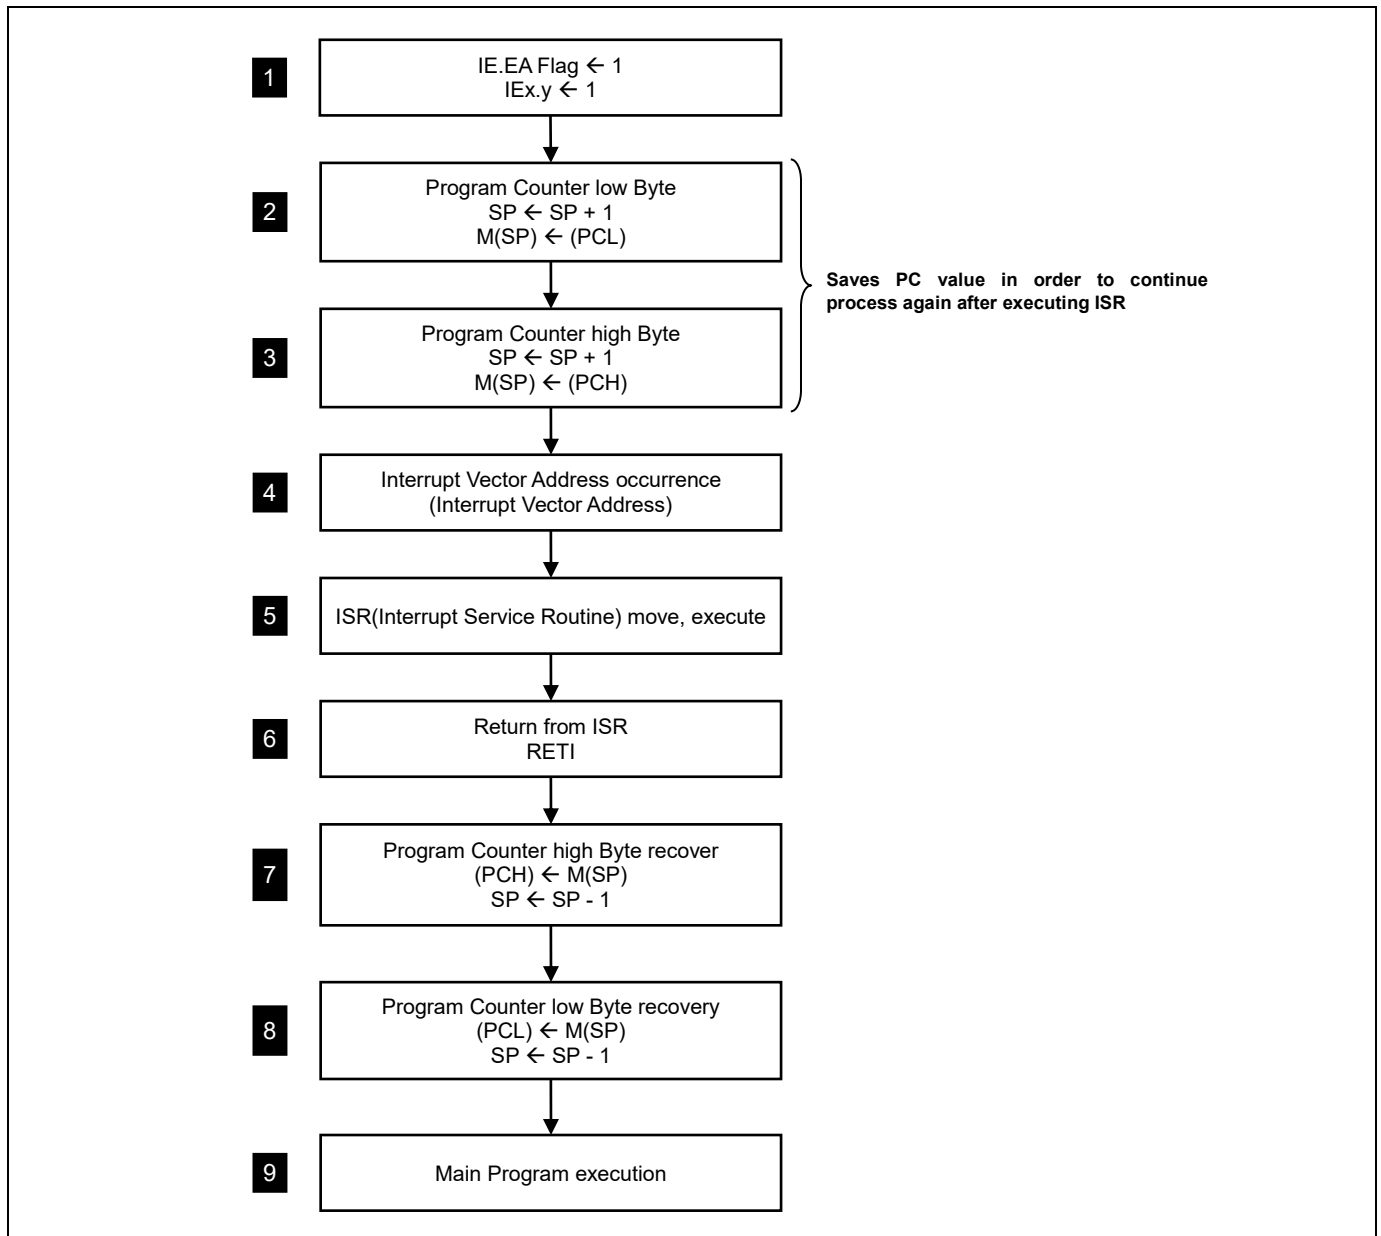 1
IE.EA Flag ← 1
IEx.y ← 1
2
Program Counter low Byte
SP ← SP + 1
M(SP) ← (PCL)
Saves PC value in order to continue
process again after executing ISR
3
Program Counter high Byte
SP ← SP + 1
M(SP) ← (PCH)
4
Interrupt Vector Address occurrence
(Interrupt Vector Address)
5
ISR(Interrupt Service Routine) move, execute
6
Return from ISR
RETI
7
Program Counter high Byte recover
(PCH) ← M(SP)
SP ← SP - 1
8
Program Counter low Byte recovery
(PCL) ← M(SP)
SP ← SP - 1
9
Main Program execution